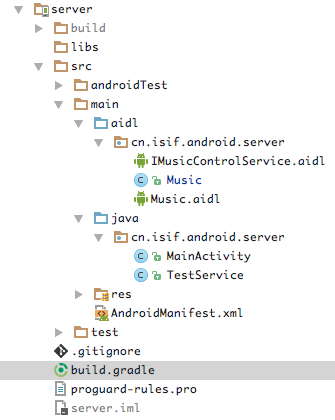 server
build
libs
src
androidTest
main
aidl
cn.isif.android.server
IMusicControlService.aidl
Music
Music.aidl
java
cn.isif.android.server
MainActivity
TestService
res
AndroidManifest.xml
test
.gitignore
build.gradle
proguard-rules.pro
server.iml